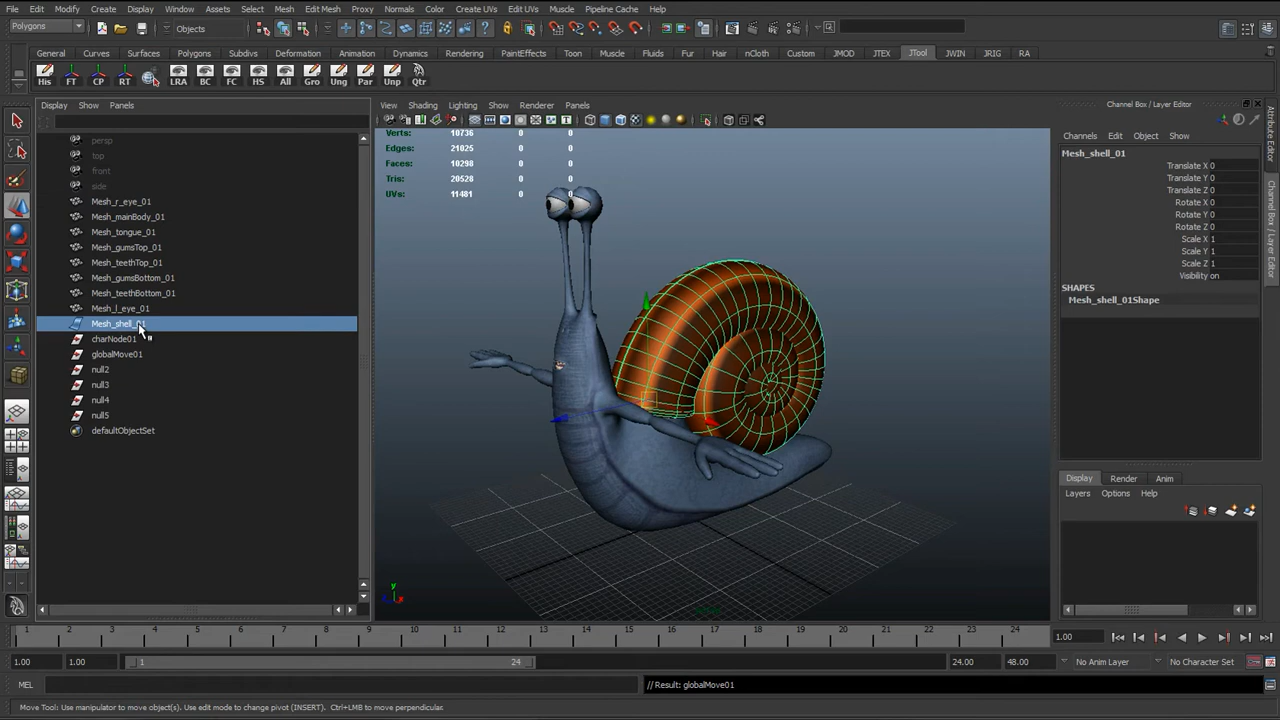 File Edit Modify Create Display Window Assets Select Mesh Edit Mesh Proxy Normals Color Create UVs Edit UVs Muscle Pipeline Cache Help
Polygons Objects
General Curves Surfaces Polygons Subdivs Deformation Animation Dynamics Rendering PaintEffects Toon Muscle Fluids Fur Hair nCloth Custom JMOD JTEX JTool JWIN JRIG RA
His FT CP RT LRA BC FC HS All Gro Ung Par Unp Qtr
Display Show Panels
persp
top
front
side
Mesh_r_eye_01
Mesh_mainBody_01
Mesh_tongue_01
Mesh_gumsTop_01
Mesh_teethTop_01
Mesh_gumsBottom_01
Mesh_teethBottom_01
Mesh_l_eye_01
Mesh_shell_01
charNode01
globalMove01
null2
null3
null4
null5
defaultObjectSet
View Shading Lighting Show Renderer Panels
Verts: 10736 0 0
Edges: 21025 0 0
Faces: 10298 0 0
Tris: 20528 0 0
UVs: 11481 0 0
y
x
Channel Box / Layer Editor
Channels Edit Object Show
Mesh_shell_01
Translate X 0
Translate Y 0
Translate Z 0
Rotate X 0
Rotate Y 0
Rotate Z 0
Scale X 1
Scale Y 1
Scale Z 1
Visibility on
SHAPES
Mesh_shell_01Shape
Display Render Anim
Layers Options Help
Attribute Editor
Channel Box / Layer Editor
1 2 3 4 5 6 7 8 9 10 11 12 13 14 15 16 17 18 19 20 21 22 23 24
1.00
1.00 1.00 1 24 24.00 48.00 No Anim Layer No Character Set
MEL // Result: globalMove01
Move Tool: Use manipulator to move object(s). Use edit mode to change pivot (INSERT). Ctrl+LMB to move perpendicular